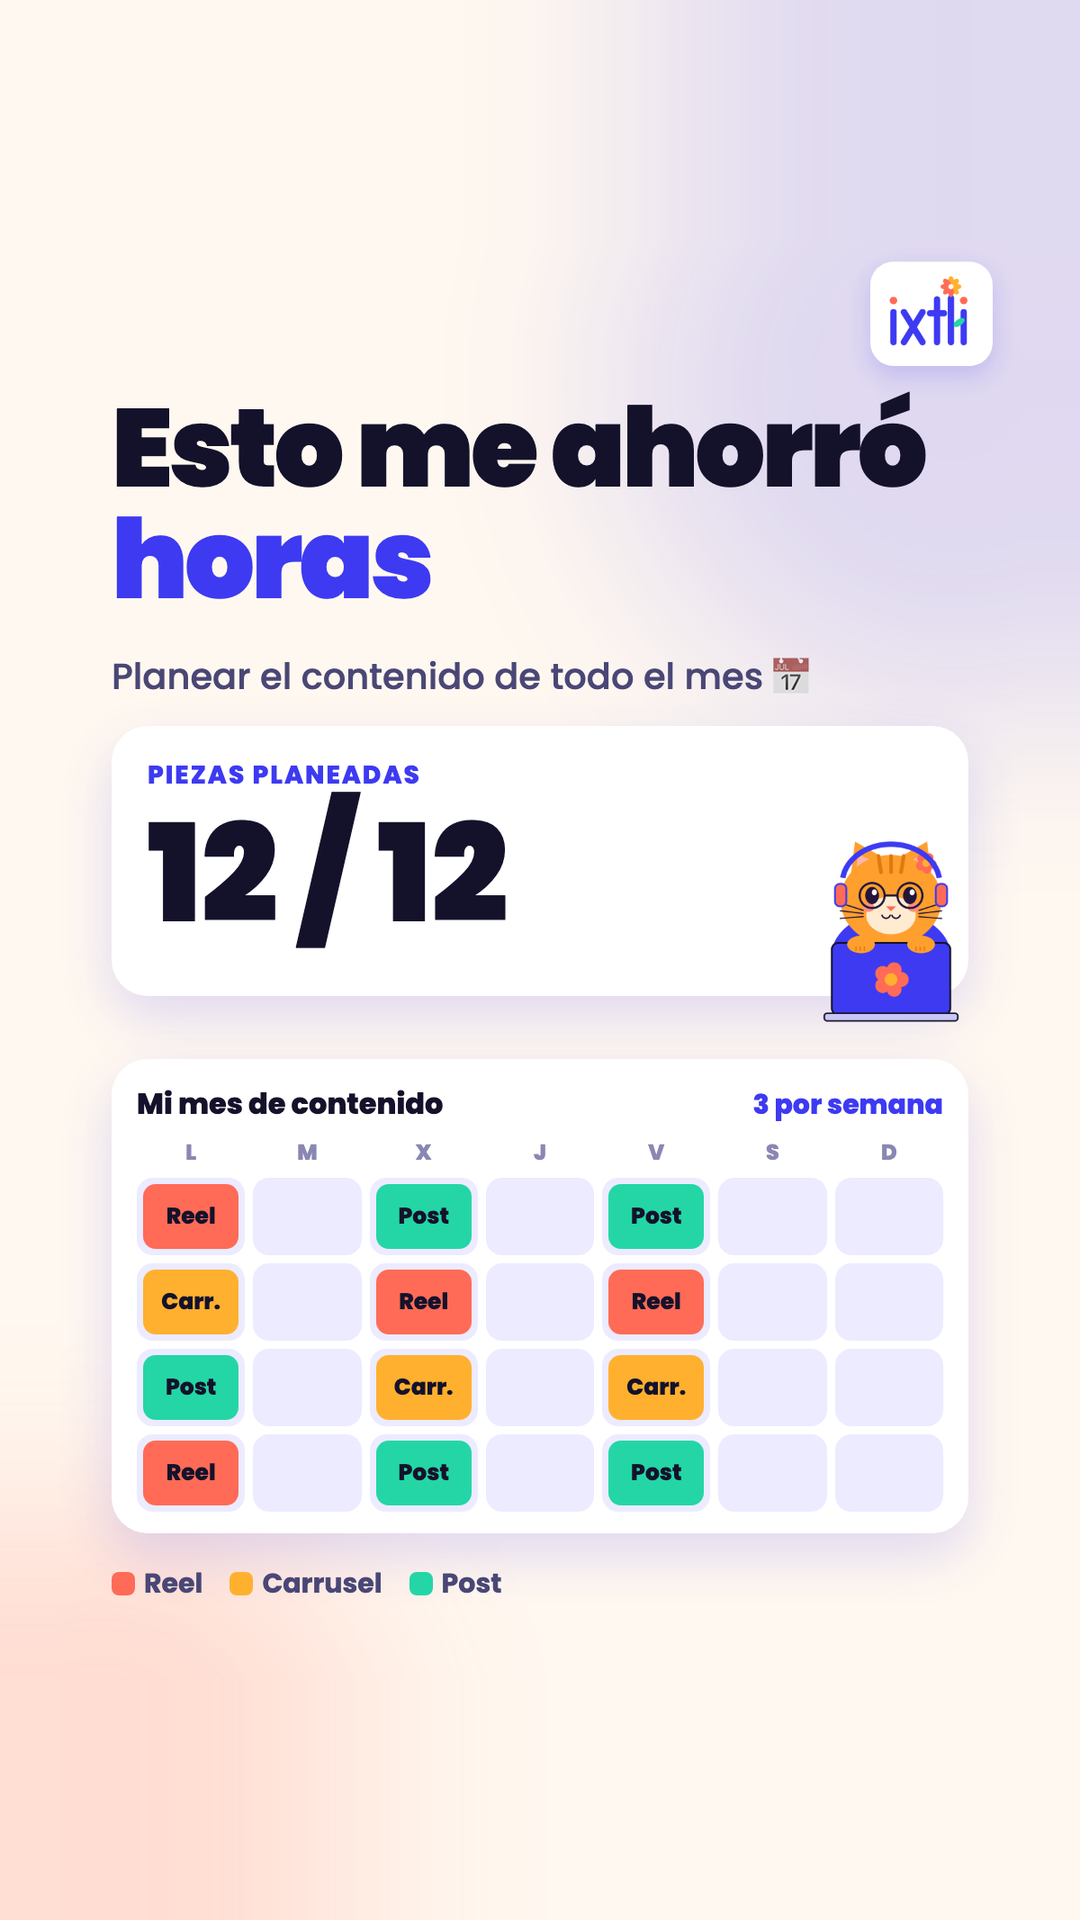 ixtli
Esto me ahorró
horas
Planear el contenido de todo el mes
JUL
17
PIEZAS PLANEADAS
12/12
Mi mes de contenido 3 por semana
L M X J V S D
Reel Post Post
Carr. Reel Reel
Post Carr. Carr.
Reel Post Post
Reel Carrusel Post